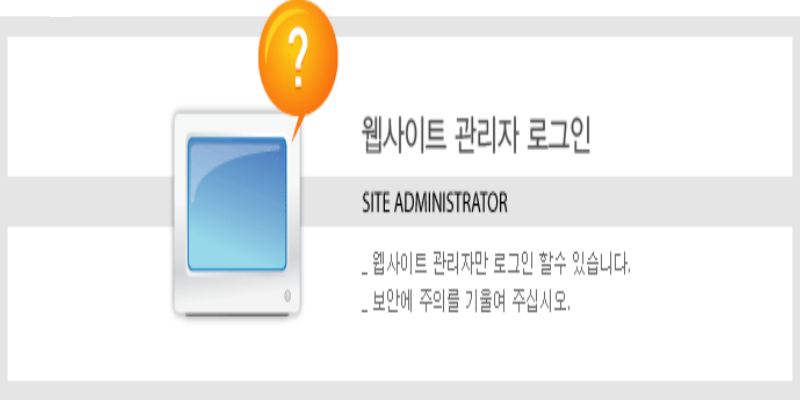 ?
웹사이트 관리자 로그인
SITE ADMINISTRATOR
_ 웹사이트 관리자만 로그인 할수 있습니다.
_ 보안에 주의를 기울여 주십시오.